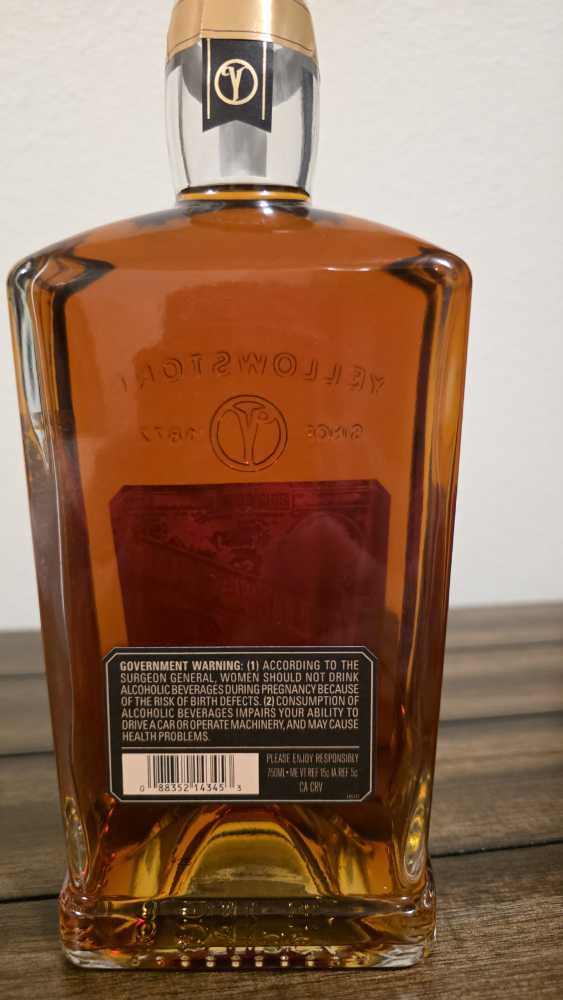 Y
YELLOWSTON
SINCE 1872
Y
GOVERNMENT WARNING: (1) ACCORDING TO THE
SURGEON GENERAL, WOMEN SHOULD NOT DRINK
ALCOHOLIC BEVERAGES DURING PREGNANCY BECAUSE
OF THE RISK OF BIRTH DEFECTS. (2) CONSUMPTION OF
ALCOHOLIC BEVERAGES IMPAIRS YOUR ABILITY TO
DRIVE A CAR OR OPERATE MACHINERY, AND MAY CAUSE
HEALTH PROBLEMS.
PLEASE ENJOY RESPONSIBLY
750ML • ME VT REF 15¢ IA REF 5¢
CA CRV
0 88352 14345 3